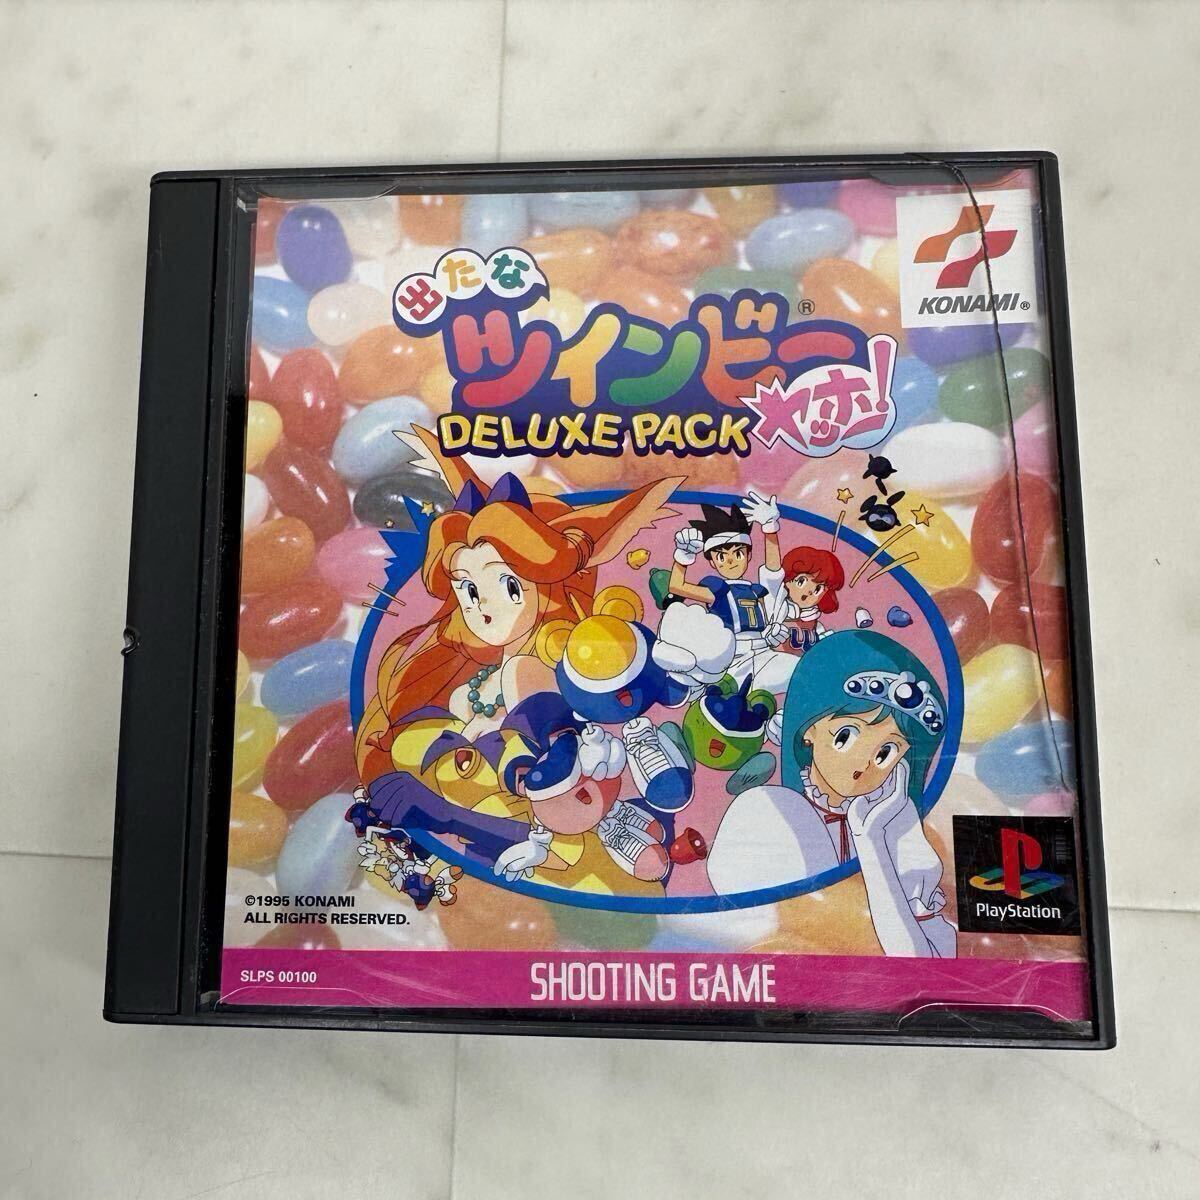 出たな
ツインビー®
ヤッホー!
DELUXE PACK
KONAMI®
T
U
©1995 KONAMI
ALL RIGHTS RESERVED.
PlayStation
SLPS 00100
SHOOTING GAME